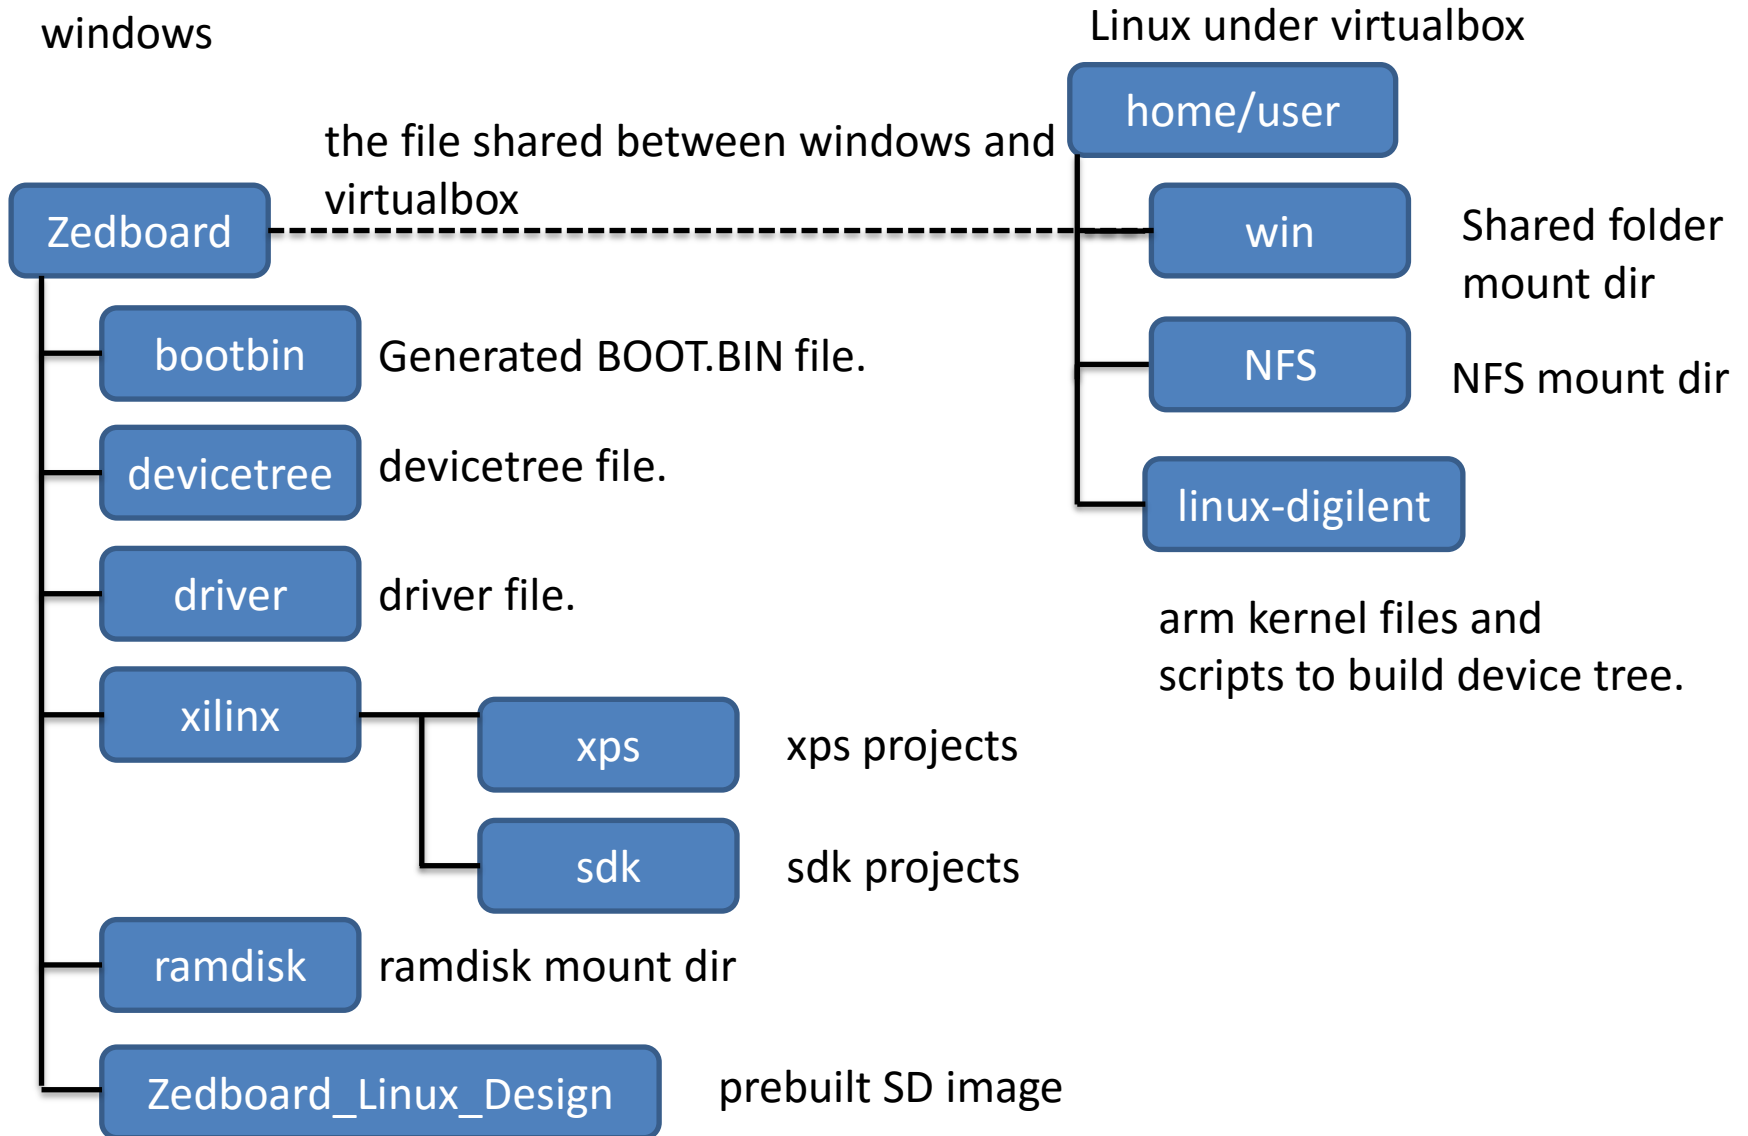 windows
Linux under virtualbox
home/user
the file shared between windows and
virtualbox
Zedboard
win
Shared folder
mount dir
bootbin
Generated BOOT.BIN file.
NFS
NFS mount dir
devicetree
devicetree file.
linux-digilent
driver
driver file.
arm kernel files and
scripts to build device tree.
xilinx
xps
xps projects
sdk
sdk projects
ramdisk
ramdisk mount dir
Zedboard_Linux_Design
prebuilt SD image